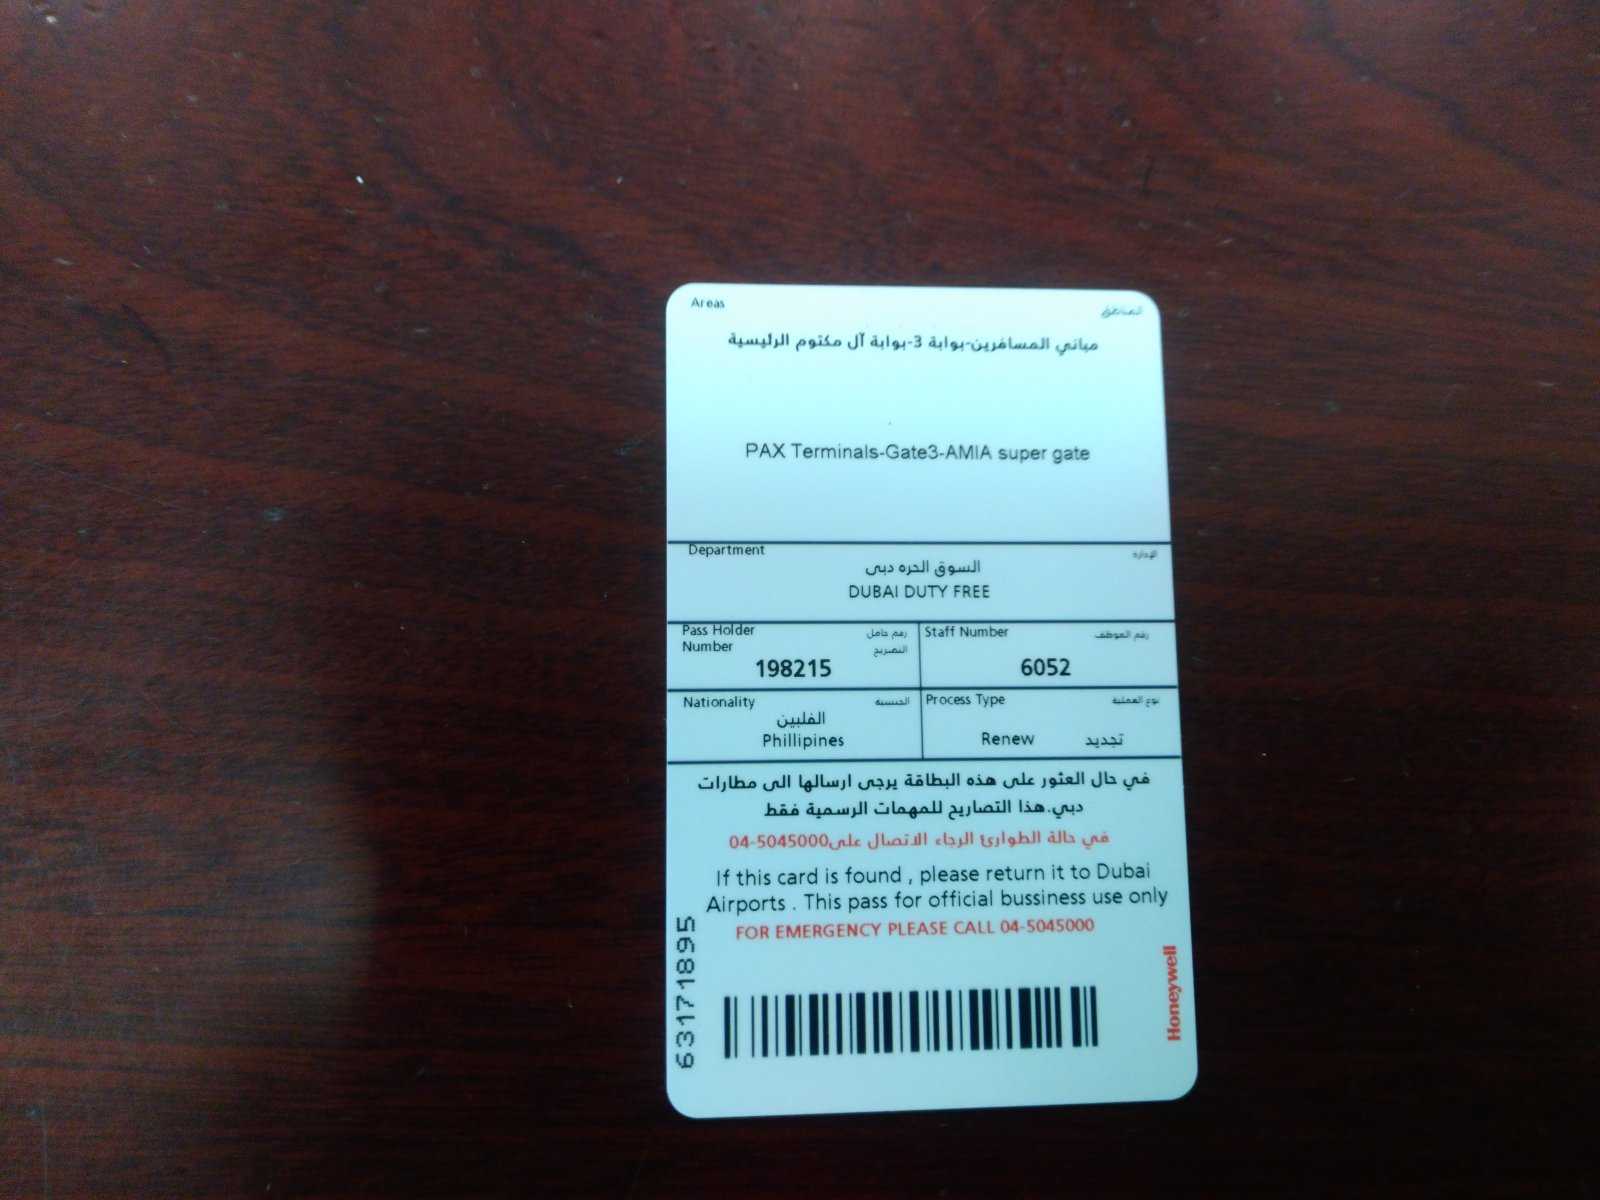 Areas
المناطق
مباني المسافرين-بوابة 3-بوابة آل مكتوم الرئيسية
PAX Terminals-Gate3-AMIA super gate
Department
الإدارة
السوق الحره دبى
DUBAI DUTY FREE
Pass Holder Number
رقم حامل التصريح
198215
Staff Number
رقم الموظف
6052
Nationality
الجنسية
الفلبين
Phillipines
Process Type
نوع العملية
Renew
تجديد
في حال العثور على هذه البطاقة يرجى ارسالها الى مطارات
دبي.هذا التصاريح للمهمات الرسمية فقط
في حالة الطوارئ الرجاء الاتصال على04-5045000
If this card is found , please return it to Dubai
Airports . This pass for official bussiness use only
FOR EMERGENCY PLEASE CALL 04-5045000
63171895
Honeywell